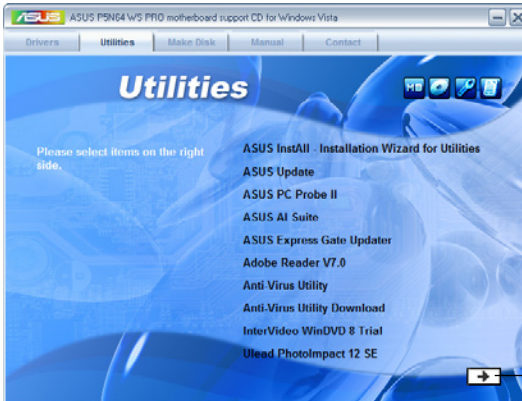 ASUS ASUS P5N64 WS PRO motherboard support CD for Windows Vista
Drivers Utilities Make Disk Manual Contact
Utilities
MB
Please select items on the right
side.
ASUS InstAll - Installation Wizard for Utilities
ASUS Update
ASUS PC Probe II
ASUS AI Suite
ASUS Express Gate Updater
Adobe Reader V7.0
Anti-Virus Utility
Anti-Virus Utility Download
InterVideo WinDVD 8 Trial
Ulead PhotoImpact 12 SE